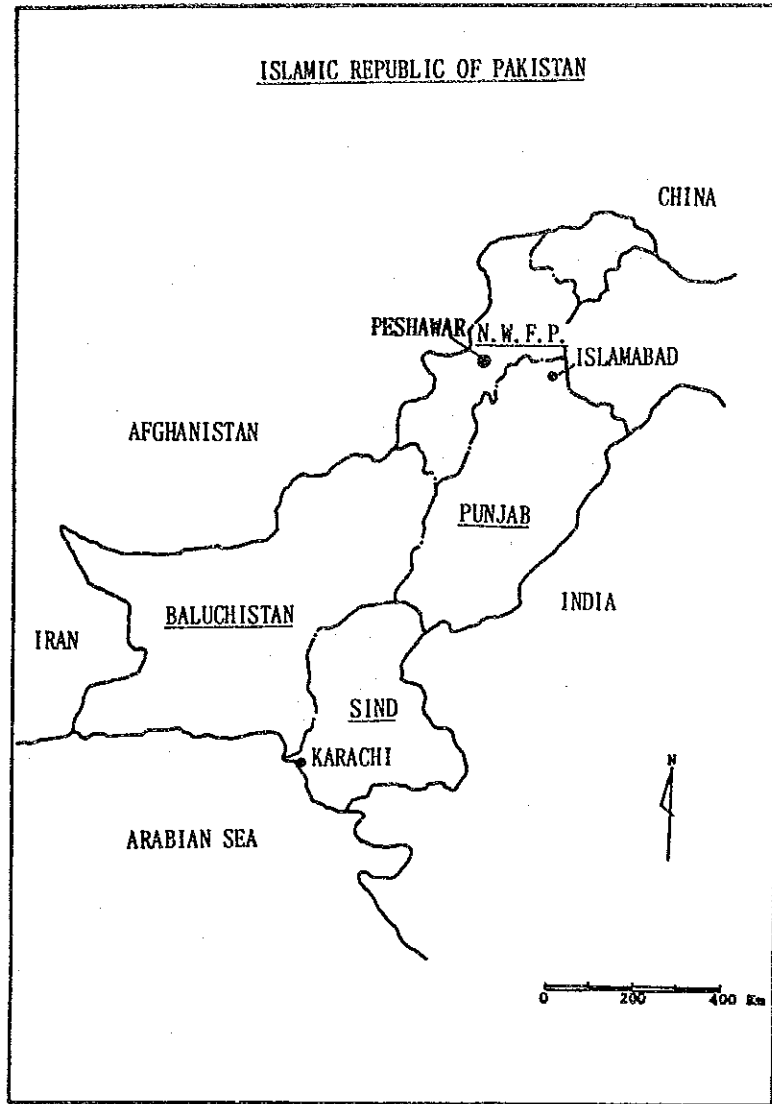 ISLAMIC REPUBLIC OF PAKISTAN
CHINA
PESHAWAR
N.W.F.P.
ISLAMABAD
AFGHANISTAN
PUNJAB
INDIA
BALUCHISTAN
IRAN
SIND
KARACHI
N
ARABIAN SEA
0 200 400 Km